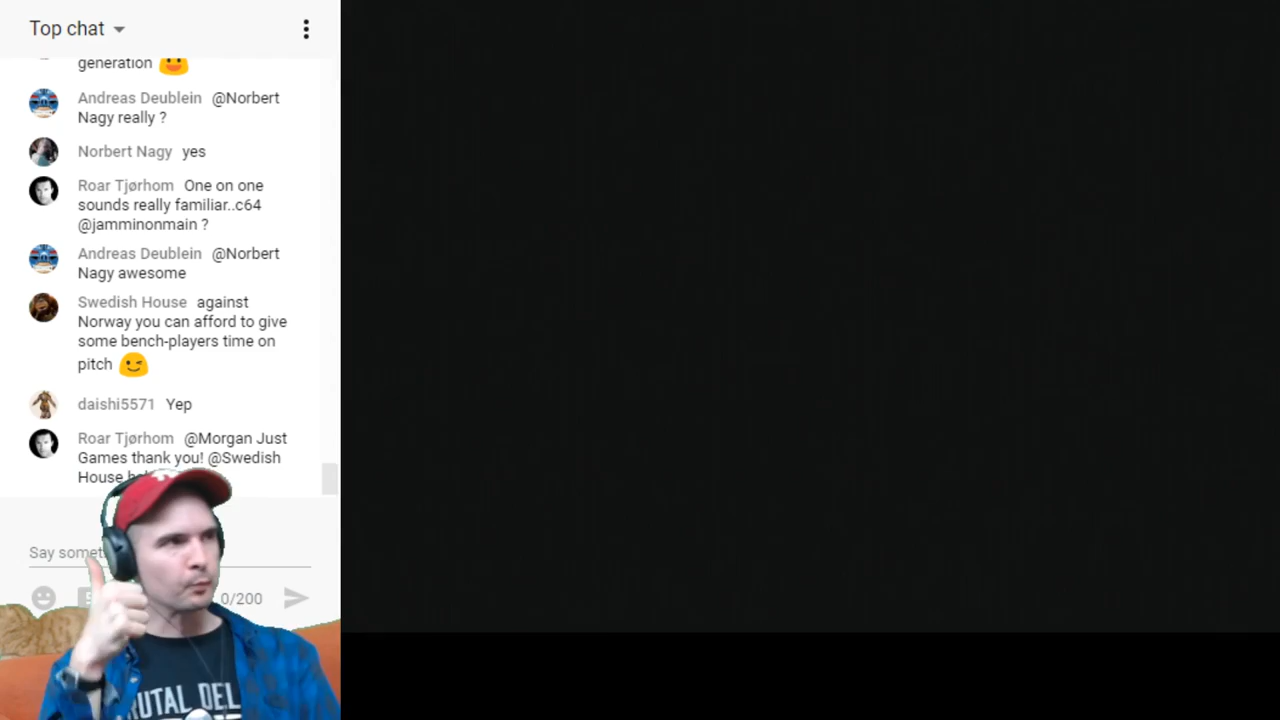 Top chat
generation
Andreas Deublein @Norbert
Nagy really ?
Norbert Nagy yes
Roar Tjørhom One on one
sounds really familiar..c64
@jamminonmain ?
Andreas Deublein @Norbert
Nagy awesome
Swedish House against
Norway you can afford to give
some bench-players time on
pitch
daishi5571 Yep
Roar Tjørhom @Morgan Just
Games thank you! @Swedish
House
Say
0/200
RUTAL DEL